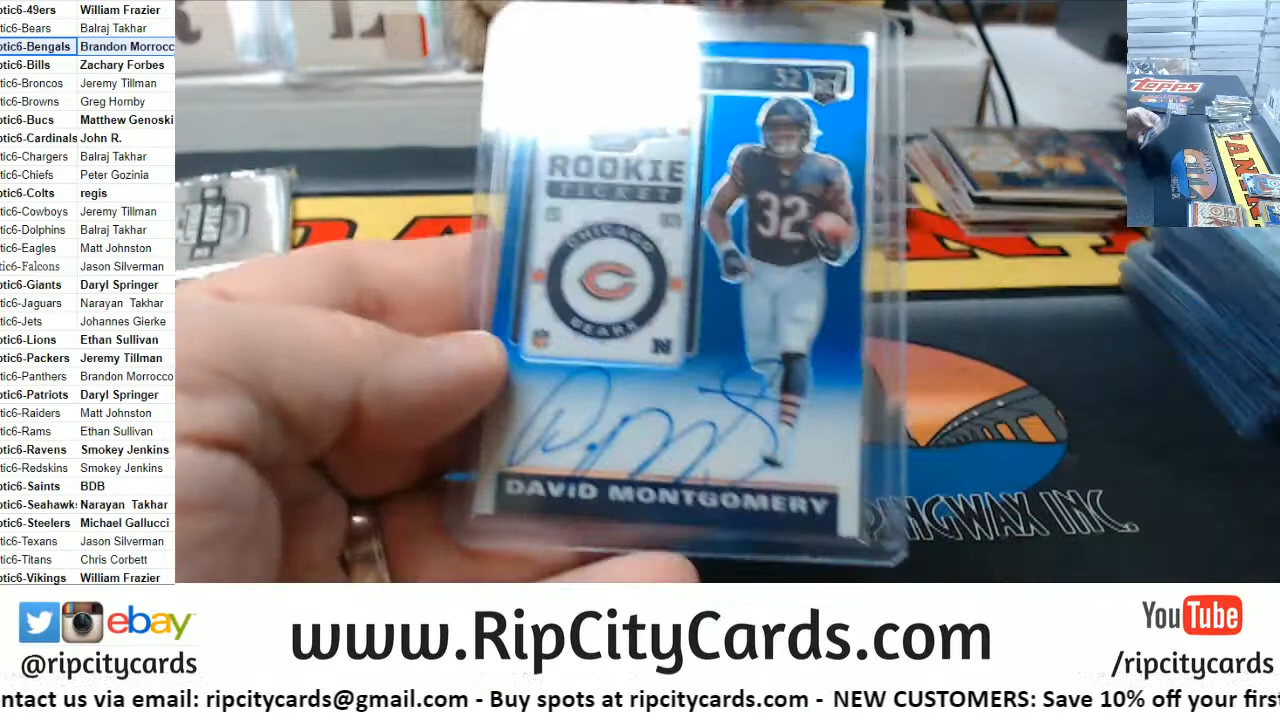 otic6-49ers William Frazier
tic6-Bears Balraj Takhar
otic6-Bengals Brandon Morrocc
otic6-Bills Zachary Forbes
tic6-Broncos Jeremy Tillman
tic6-Browns Greg Hornby
otic6-Bucs Matthew Genoski
otic6-Cardinals John R.
tic6-Chargers Balraj Takhar
tic6-Chiefs Peter Gozinia
otic6-Colts regis
tic6-Cowboys Jeremy Tillman
tic6-Dolphins Balraj Takhar
tic6-Eagles Matt Johnston
tic6-Falcons Jason Silverman
otic6-Giants Daryl Springer
tic6-Jaguars Narayan Takhar
tic6-Jets Johannes Gierke
otic6-Lions Ethan Sullivan
otic6-Packers Jeremy Tillman
tic6-Panthers Brandon Morrocco
otic6-Patriots Daryl Springer
tic6-Raiders Matt Johnston
tic6-Rams Ethan Sullivan
otic6-Ravens Smokey Jenkins
tic6-Redskins Smokey Jenkins
otic6-Saints BDB
otic6-Seahawks Narayan Takhar
otic6-Steelers Michael Gallucci
tic6-Texans Jason Silverman
tic6-Titans Chris Corbett
otic6-Vikings William Frazier
32
ROOKIE
TICKET
CHICAGO
C
BEARS
N
32
DAVID MONTGOMERY
PINGWAX INC.
Topps
ebay
@ripcitycards
www.RipCityCards.com
YouTube
/ripcitycards
ontact us via email: ripcitycards@gmail.com - Buy spots at ripcitycards.com - NEW CUSTOMERS: Save 10% off your first